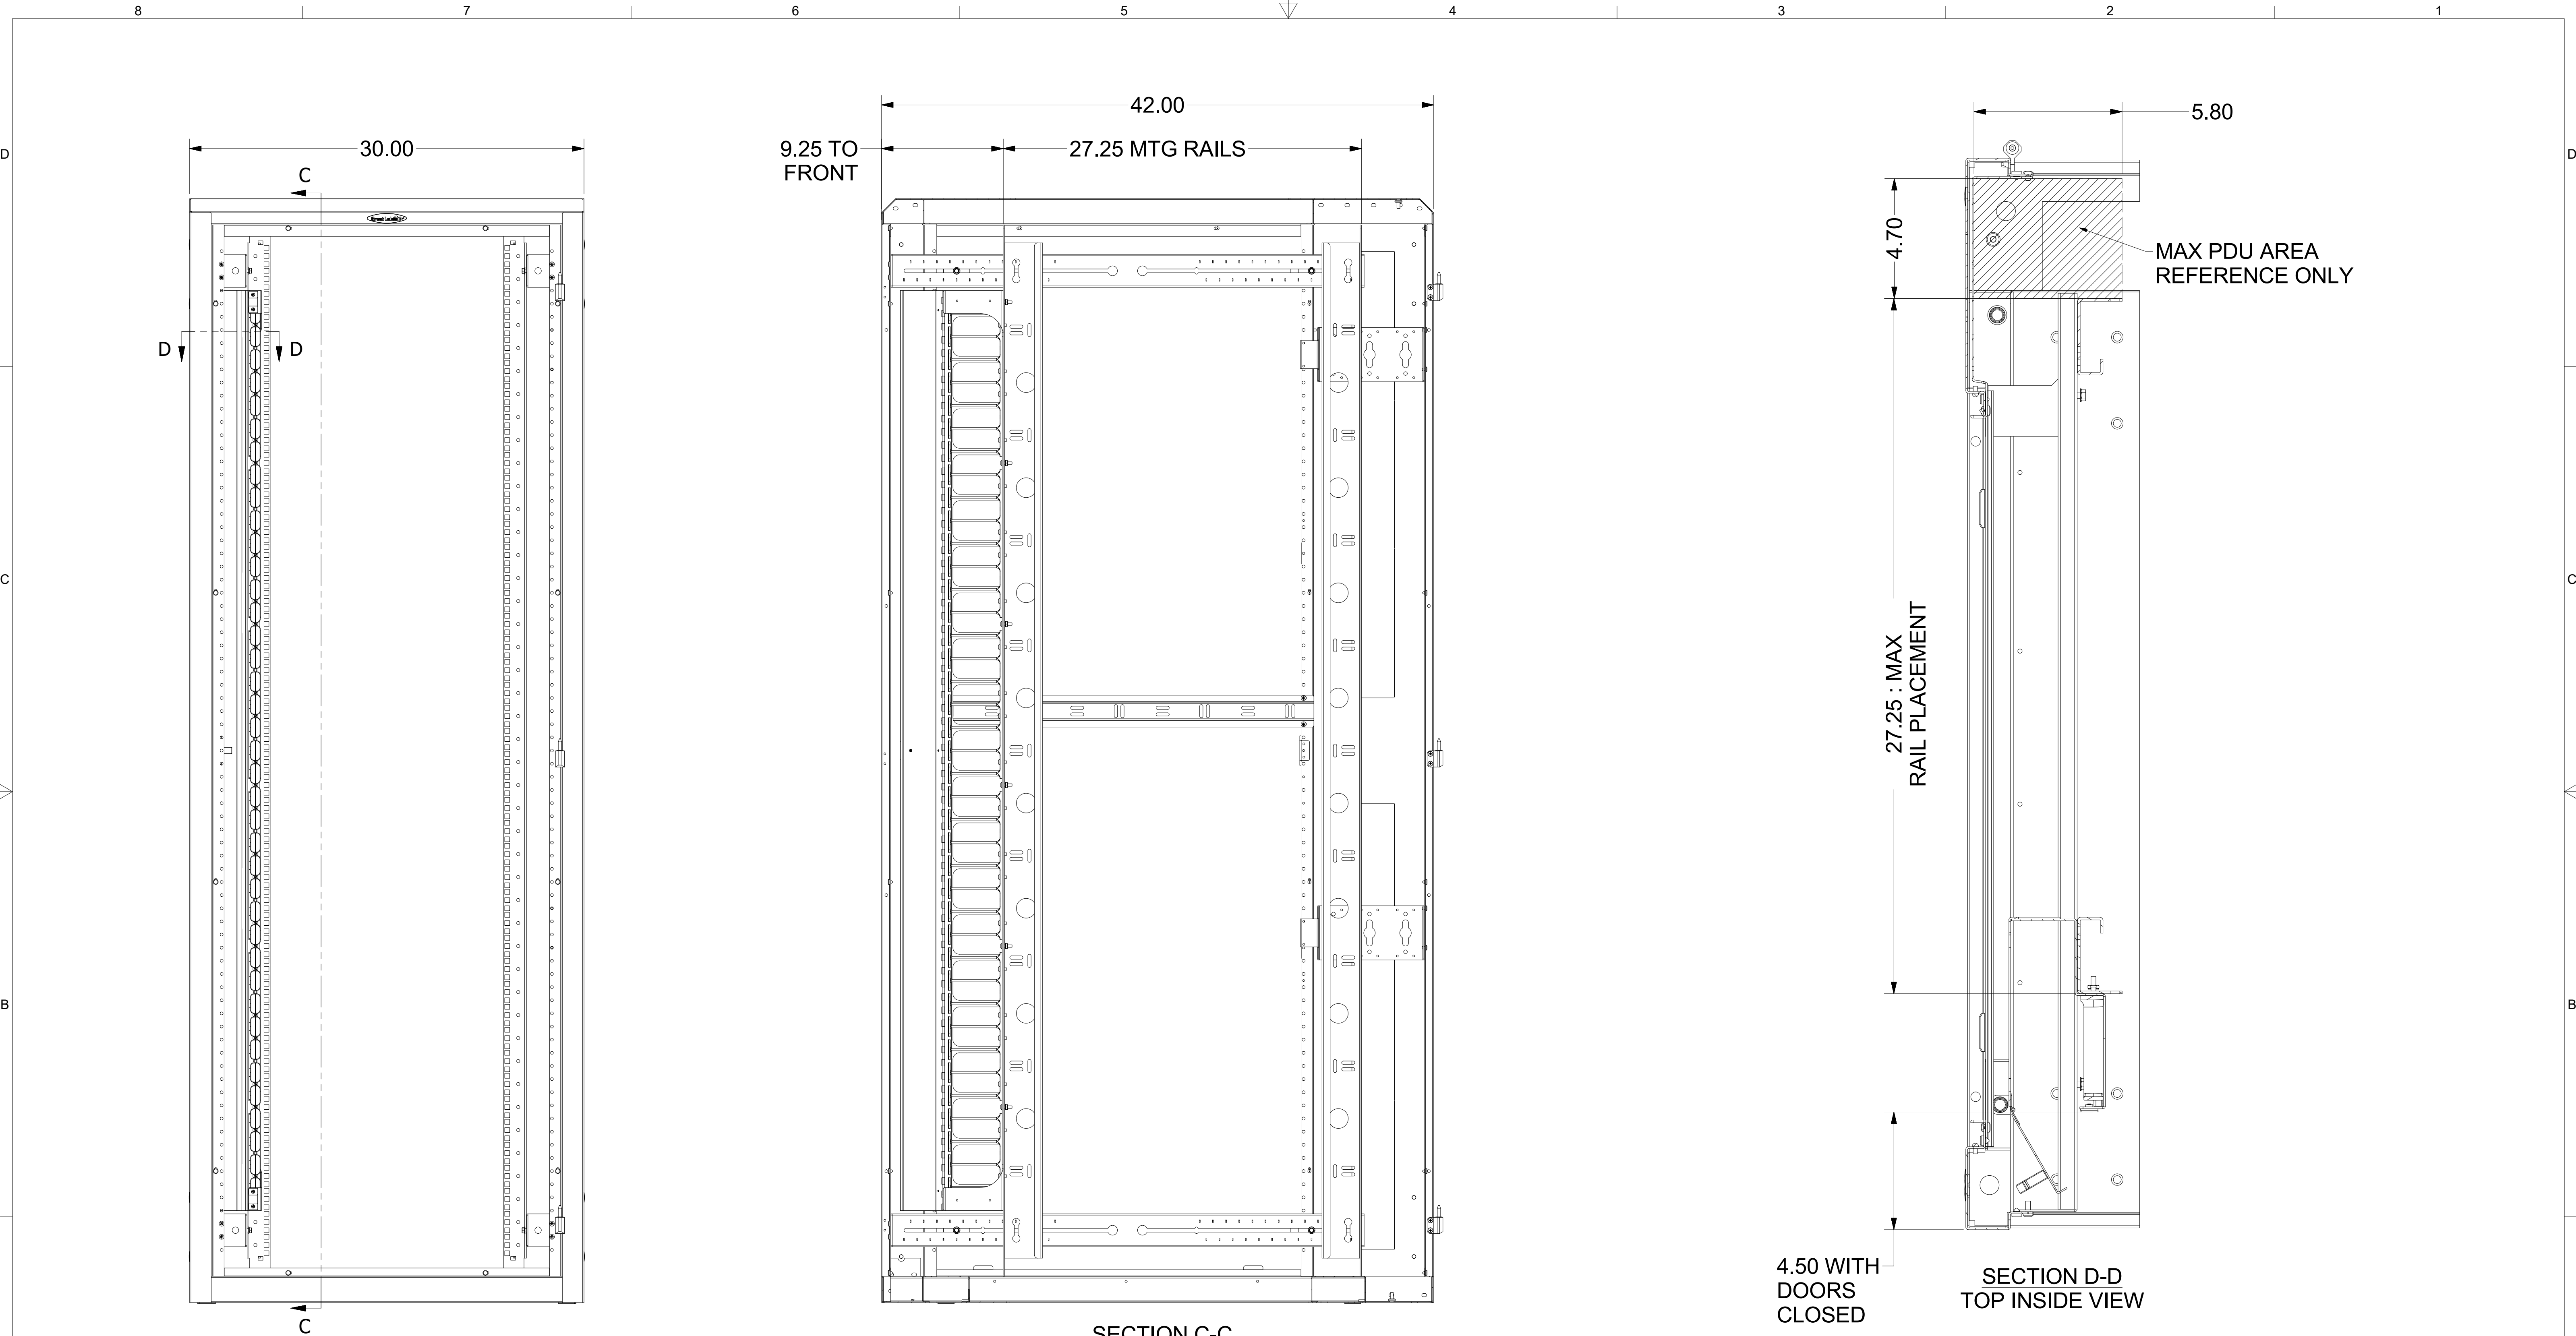 8 7 6 5 4 3 2 1
42.00
5.80
30.00
9.25 TO
FRONT
27.25 MTG RAILS
D
D
C
4.70
MAX PDU AREA
REFERENCE ONLY
D
D
C
C
27.25 : MAX
RAIL PLACEMENT
B
B
4.50 WITH
DOORS
CLOSED
SECTION D-D
TOP INSIDE VIEW
C
SECTION C-C